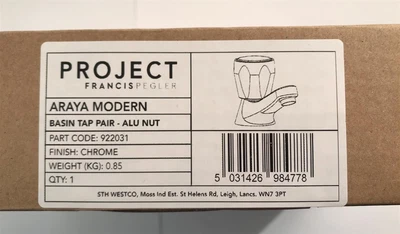 PROJECT
FRANCISPEGLER
ARAYA MODERN
BASIN TAP PAIR - ALU NUT
PART CODE: 922031
FINISH: CHROME
WEIGHT (KG): 0.85
QTY: 1
5 031426 984778
STH WESTCO, Moss Ind Est. St Helens Rd, Leigh, Lancs. WN7 3PT